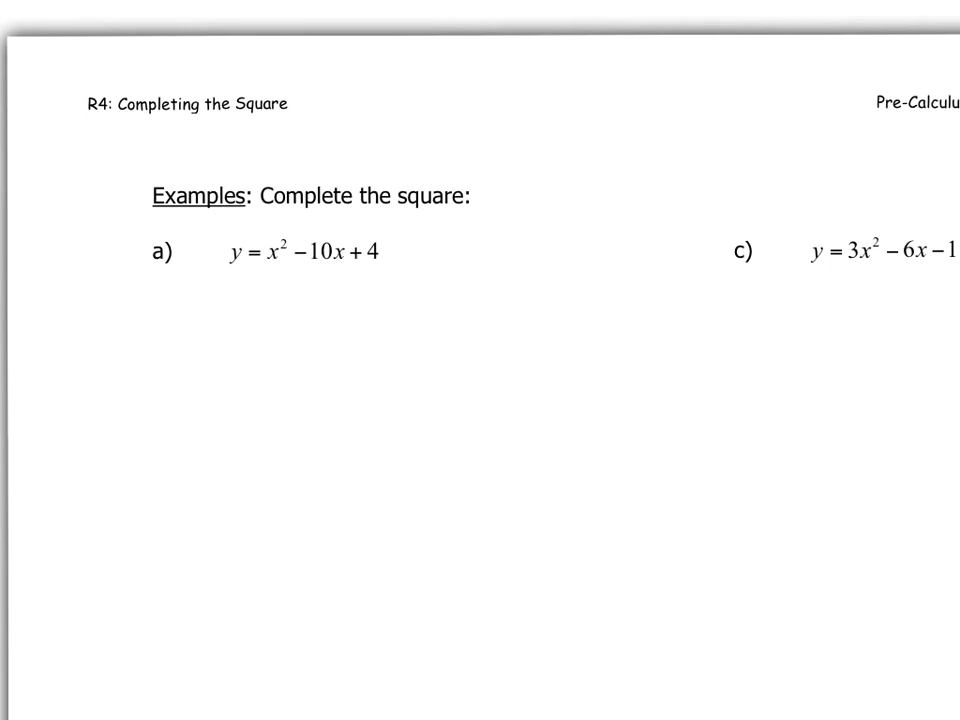 R4: Completing the Square
Pre-Calculu
Examples: Complete the square:
a) y = x² − 10x + 4
c) y = 3x² − 6x − 1